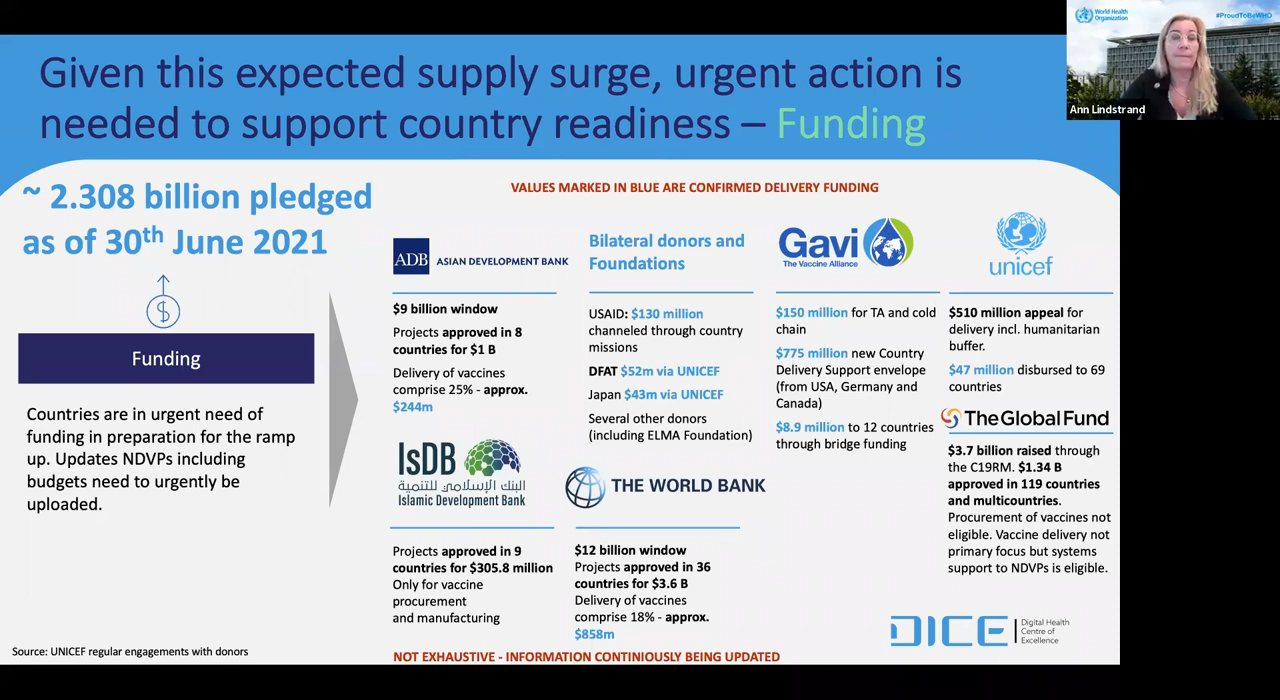 World Health
Organization
#ProudToBeWHO
Ann Lindstrand
Given this expected supply surge, urgent action is
needed to support country readiness – Funding
~ 2.308 billion pledged
as of 30th June 2021
Funding
Countries are in urgent need of
funding in preparation for the ramp
up. Updates NDVPs including
budgets need to urgently be
uploaded.
VALUES MARKED IN BLUE ARE CONFIRMED DELIVERY FUNDING
ADB ASIAN DEVELOPMENT BANK
$9 billion window
Projects approved in 8
countries for $1 B
Delivery of vaccines
comprise 25% - approx.
$244m
Bilateral donors and
Foundations
USAID: $130 million
channeled through country
missions
DFAT $52m via UNICEF
Japan $43m via UNICEF
Several other donors
(including ELMA Foundation)
Gavi
The Vaccine Alliance
$150 million for TA and cold
chain
$775 million new Country
Delivery Support envelope
(from USA, Germany and
Canada)
$8.9 million to 12 countries
through bridge funding
unicef
$510 million appeal for
delivery incl. humanitarian
buffer.
$47 million disbursed to 69
countries
IsDB
البنك الإسلامي للتنمية
Islamic Development Bank
Projects approved in 9
countries for $305.8 million
Only for vaccine
procurement
and manufacturing
THE WORLD BANK
$12 billion window
Projects approved in 36
countries for $3.6 B
Delivery of vaccines
comprise 18% - approx.
$858m
TheGlobalFund
$3.7 billion raised through
the C19RM. $1.34 B
approved in 119 countries
and multicountries.
Procurement of vaccines not
eligible. Vaccine delivery not
primary focus but systems
support to NDVPs is eligible.
DICE
Digital Health
Centre of
Excellence
Source: UNICEF regular engagements with donors
NOT EXHAUSTIVE - INFORMATION CONTINIOUSLY BEING UPDATED